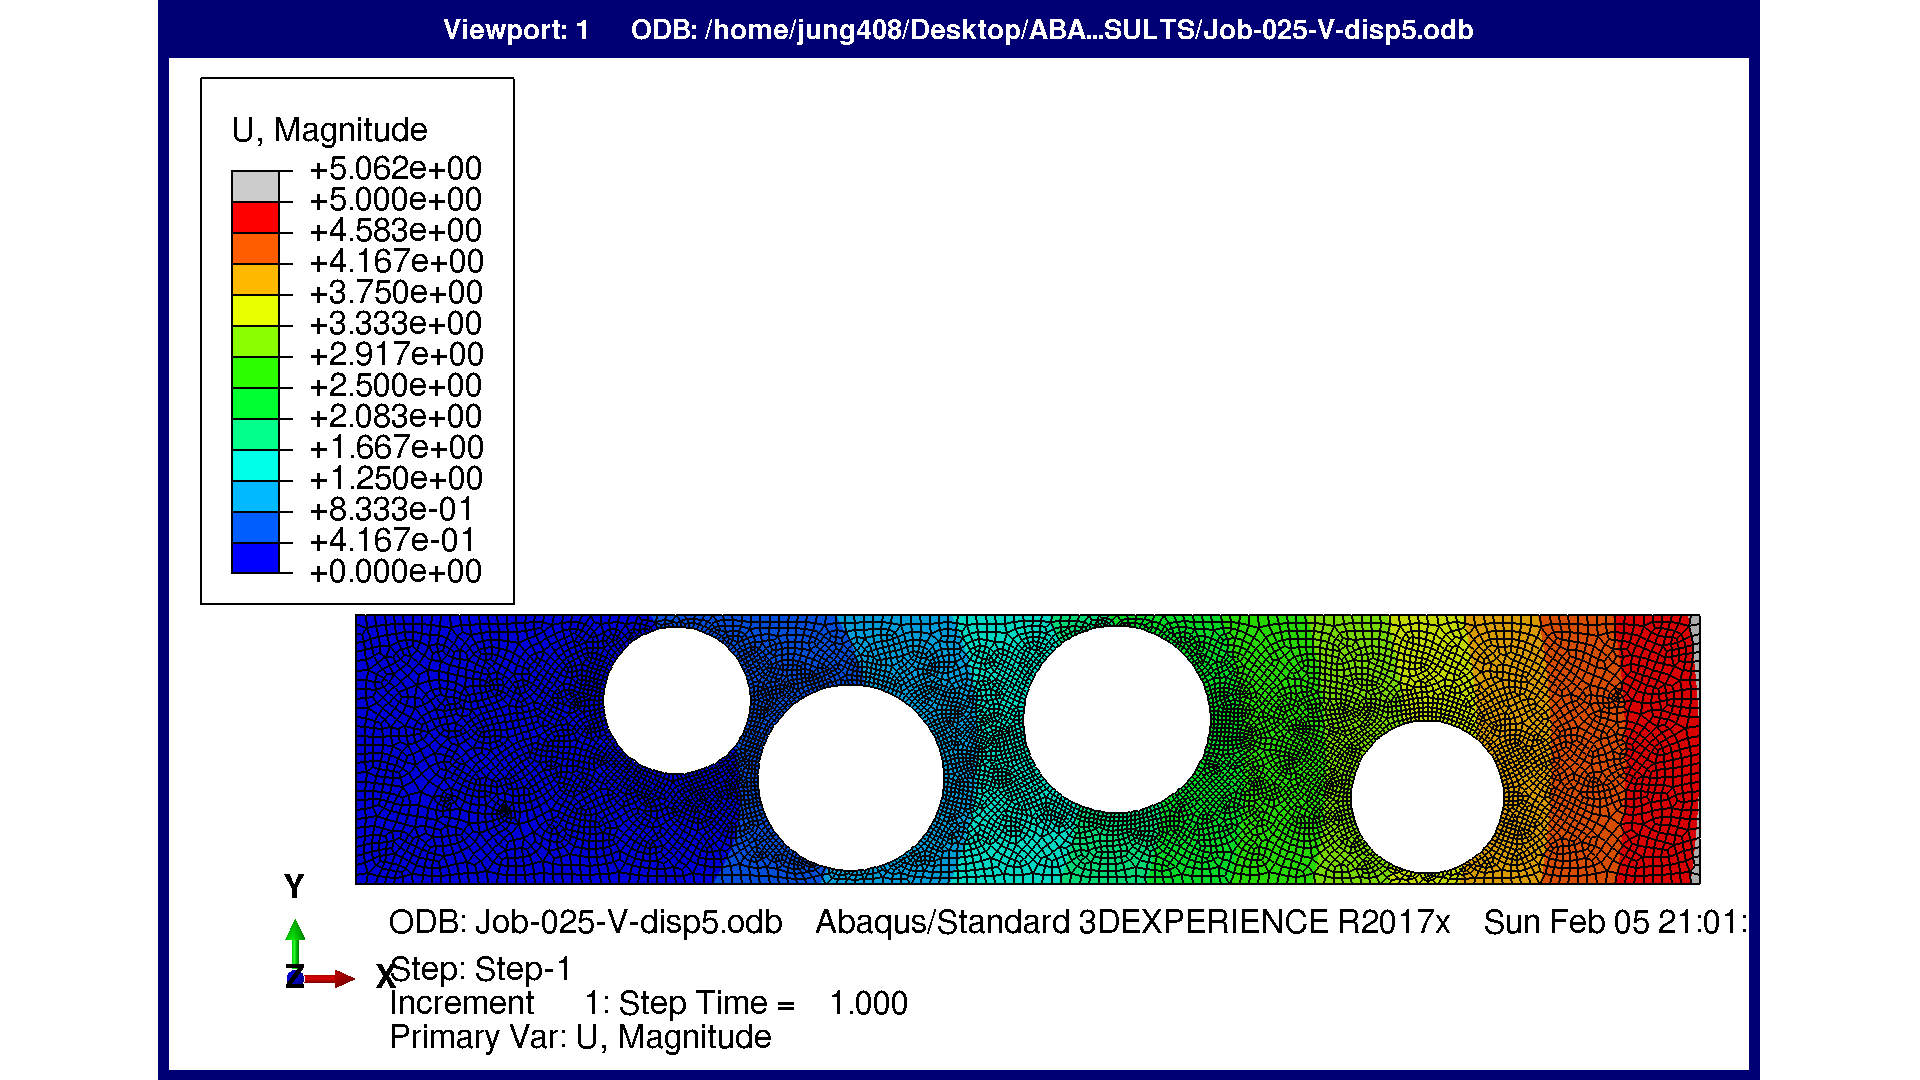 Viewport: 1 ODB: /home/jung408/Desktop/ABA...SULTS/Job-025-V-disp5.odb
U, Magnitude
+5.062e+00
+5.000e+00
+4.583e+00
+4.167e+00
+3.750e+00
+3.333e+00
+2.917e+00
+2.500e+00
+2.083e+00
+1.667e+00
+1.250e+00
+8.333e-01
+4.167e-01
+0.000e+00
Y
Z
X
ODB: Job-025-V-disp5.odb Abaqus/Standard 3DEXPERIENCE R2017x Sun Feb 05 21:01:
Step: Step-1
Increment 1: Step Time = 1.000
Primary Var: U, Magnitude